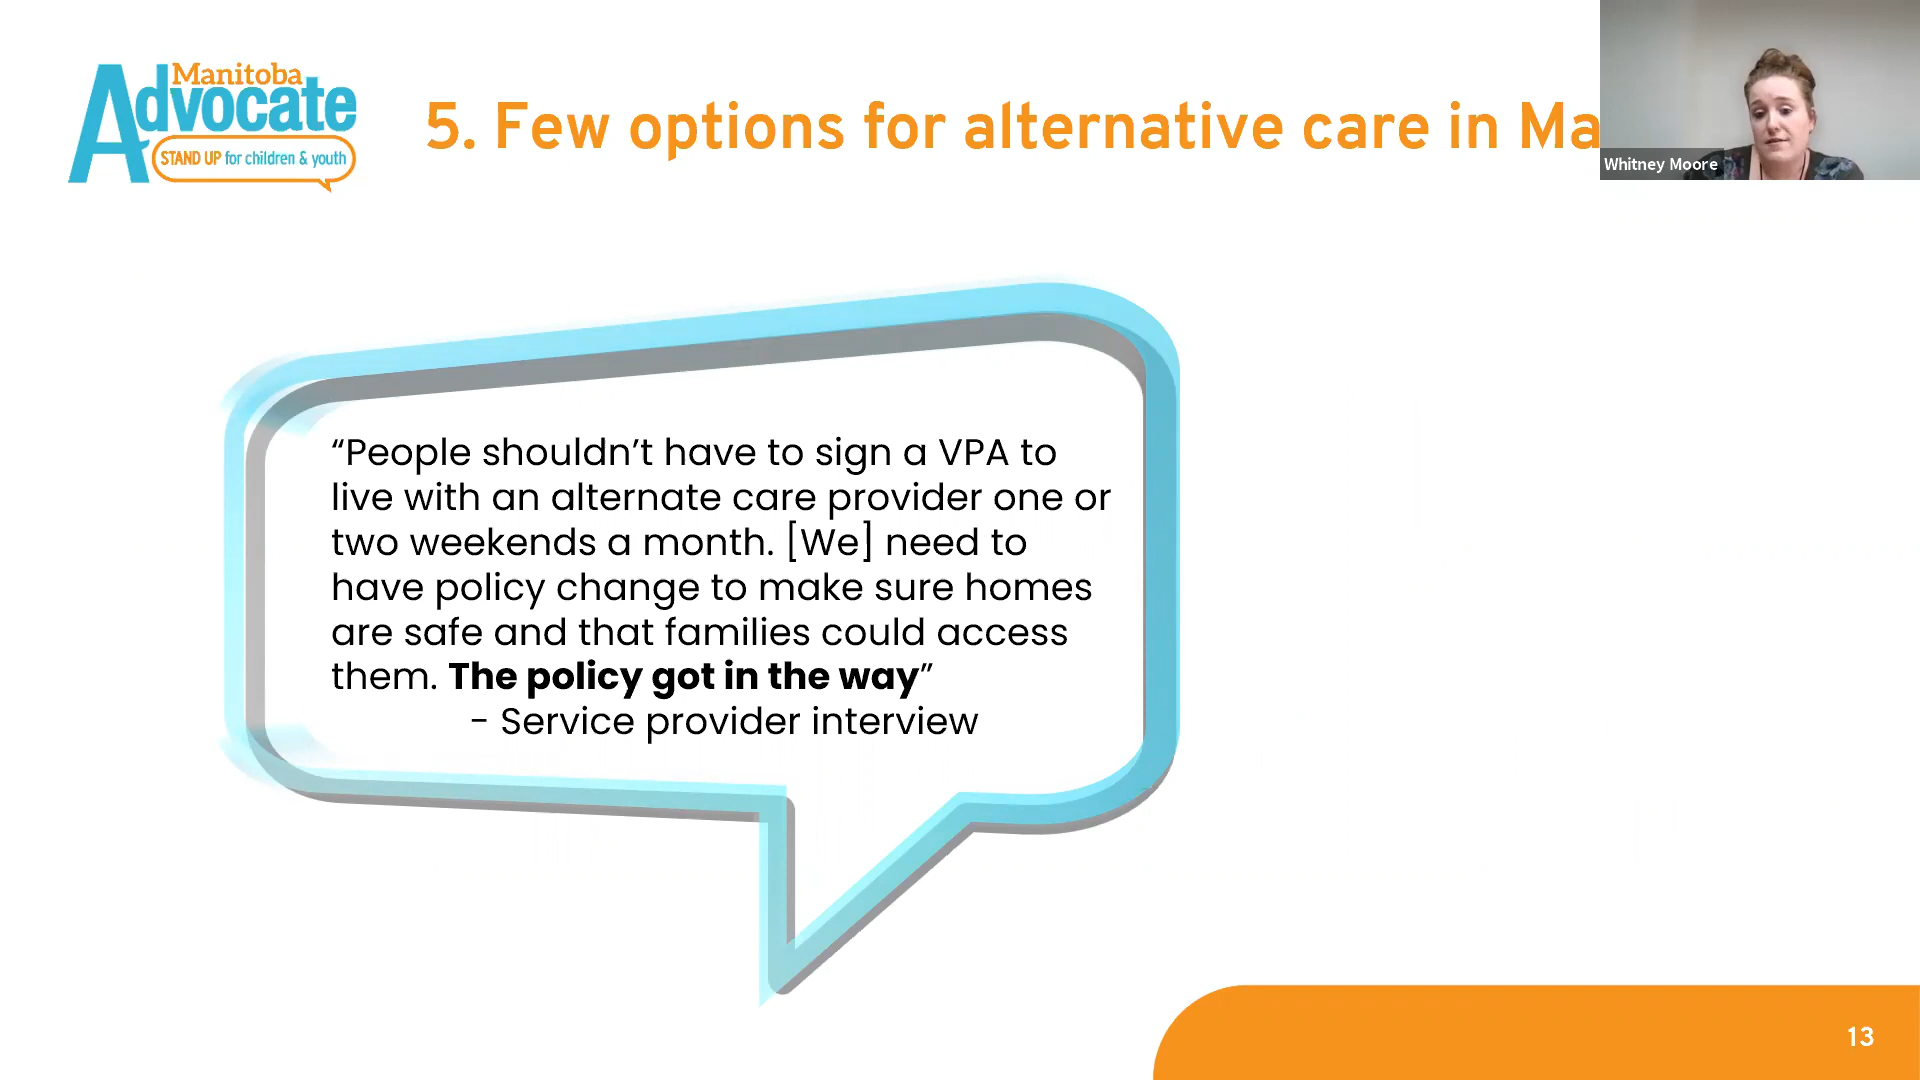 Manitoba
Advocate
STAND UP for children & youth
5. Few options for alternative care in Ma
Whitney Moore
“People shouldn’t have to sign a VPA to
live with an alternate care provider one or
two weekends a month. [We] need to
have policy change to make sure homes
are safe and that families could access
them. The policy got in the way”
- Service provider interview
13